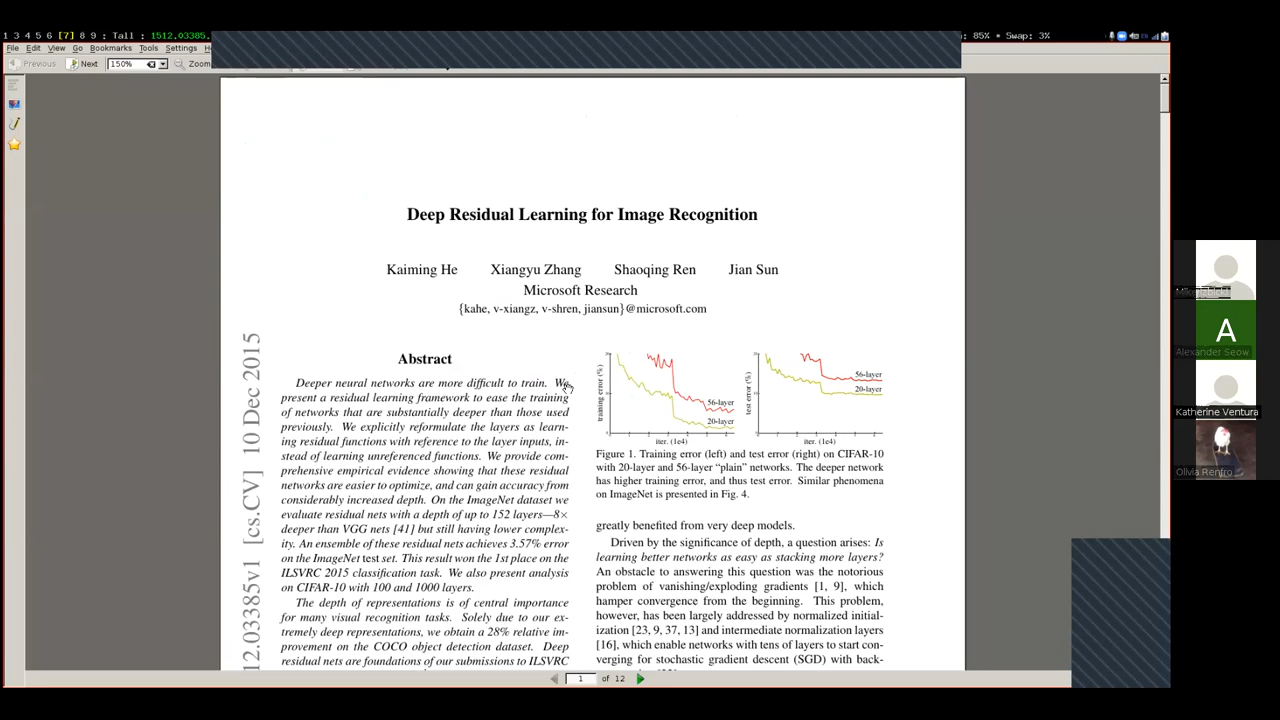 1 3 4 5 6 [7] 8 9 : Tall : 1512.03385.
: 85% * Swap: 3%
File Edit View Go Bookmarks Tools Settings H
Previous Next 150% Zoom
Deep Residual Learning for Image Recognition
Kaiming He Xiangyu Zhang Shaoqing Ren Jian Sun
Microsoft Research
{kahe, v-xiangz, v-shren, jiansun}@microsoft.com
12.03385v1 [cs.CV] 10 Dec 2015
Abstract
Deeper neural networks are more difficult to train. We
present a residual learning framework to ease the training
of networks that are substantially deeper than those used
previously. We explicitly reformulate the layers as learn-
ing residual functions with reference to the layer inputs, in-
stead of learning unreferenced functions. We provide com-
prehensive empirical evidence showing that these residual
networks are easier to optimize, and can gain accuracy from
considerably increased depth. On the ImageNet dataset we
evaluate residual nets with a depth of up to 152 layers—8×
deeper than VGG nets [41] but still having lower complex-
ity. An ensemble of these residual nets achieves 3.57% error
on the ImageNet test set. This result won the 1st place on the
ILSVRC 2015 classification task. We also present analysis
on CIFAR-10 with 100 and 1000 layers.
The depth of representations is of central importance
for many visual recognition tasks. Solely due to our ex-
tremely deep representations, we obtain a 28% relative im-
provement on the COCO object detection dataset. Deep
residual nets are foundations of our submissions to ILSVRC
training error (%)
56-layer
20-layer
iter. (1e4)
test error (%)
56-layer
20-layer
iter. (1e4)
Figure 1. Training error (left) and test error (right) on CIFAR-10
with 20-layer and 56-layer “plain” networks. The deeper network
has higher training error, and thus test error. Similar phenomena
on ImageNet is presented in Fig. 4.
greatly benefited from very deep models.
Driven by the significance of depth, a question arises: Is
learning better networks as easy as stacking more layers?
An obstacle to answering this question was the notorious
problem of vanishing/exploding gradients [1, 9], which
hamper convergence from the beginning. This problem,
however, has been largely addressed by normalized initial-
ization [23, 9, 37, 13] and intermediate normalization layers
[16], which enable networks with tens of layers to start con-
verging for stochastic gradient descent (SGD) with back-
1 of 12
A
Alexander Seow
Katherine Ventura
Olivia Renfro